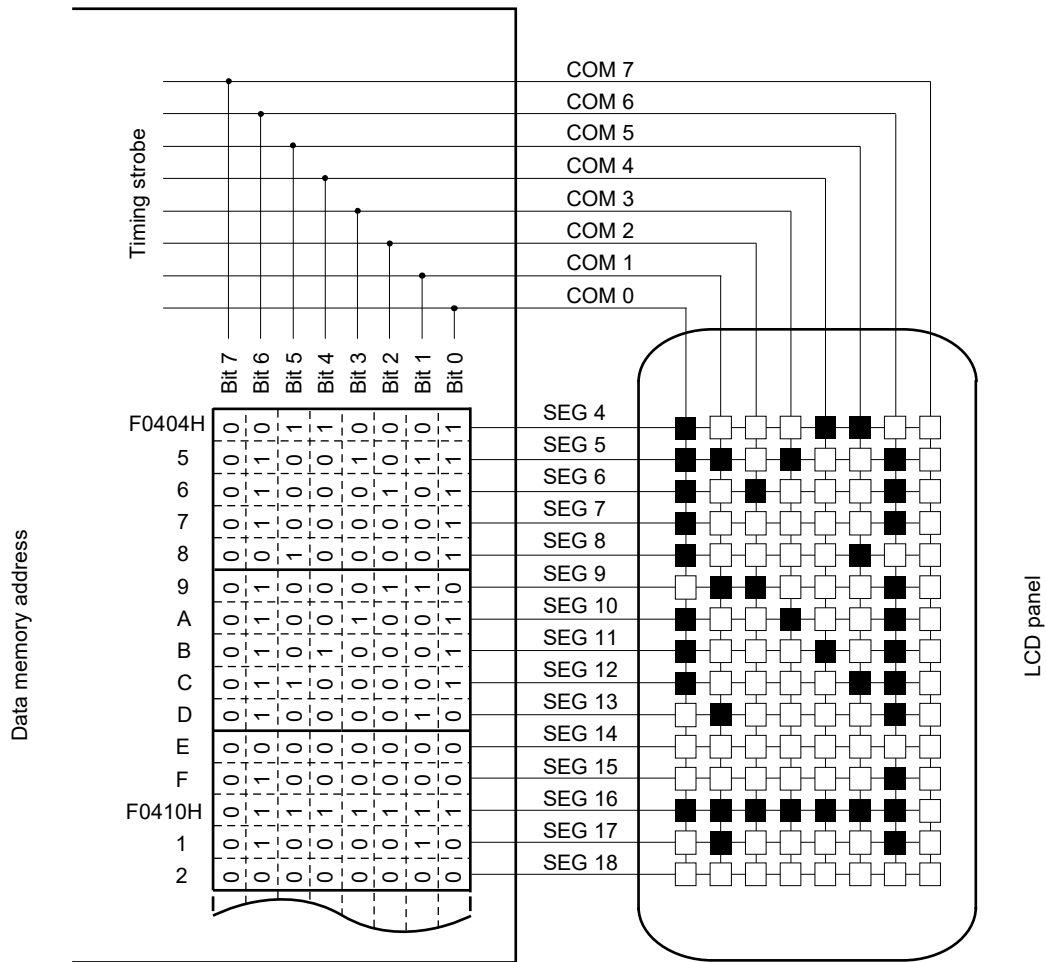 COM 7
COM 6
COM 5
COM 4
COM 3
COM 2
COM 1
COM 0
Timing strobe
Bit 7 Bit 6 Bit 5 Bit 4 Bit 3 Bit 2 Bit 1 Bit 0
Data memory address
F0404H 0 0 1 1 0 0 0 1 SEG 4
5 0 1 0 0 1 0 1 1 SEG 5
6 0 1 0 0 0 1 0 1 SEG 6
7 0 1 0 0 0 0 0 1 SEG 7
8 0 0 1 0 0 0 0 1 SEG 8
9 0 1 0 0 0 1 1 0 SEG 9
A 0 1 0 0 1 0 0 1 SEG 10
B 0 1 0 1 0 0 0 1 SEG 11
C 0 1 1 0 0 0 0 1 SEG 12
D 0 1 0 0 0 0 1 0 SEG 13
E 0 0 0 0 0 0 0 0 SEG 14
F 0 1 0 0 0 0 0 0 SEG 15
F0410H 0 1 1 1 1 1 1 1 SEG 16
1 0 1 0 0 0 0 1 0 SEG 17
2 0 0 0 0 0 0 0 0 SEG 18
LCD panel